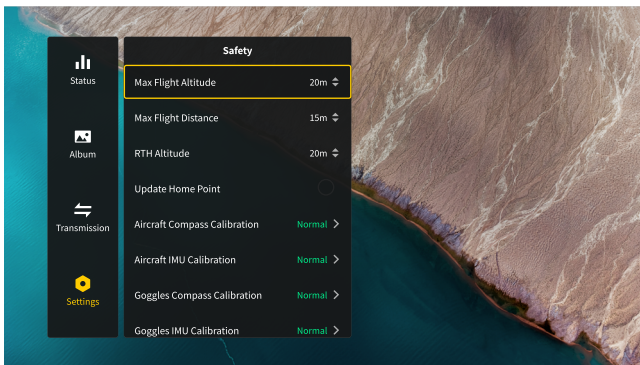 Safety
Status
Max Flight Altitude 20m
Max Flight Distance 15m
Album
RTH Altitude 20m
Update Home Point
Transmission
Aircraft Compass Calibration Normal
Aircraft IMU Calibration Normal
Settings
Goggles Compass Calibration Normal
Goggles IMU Calibration Normal